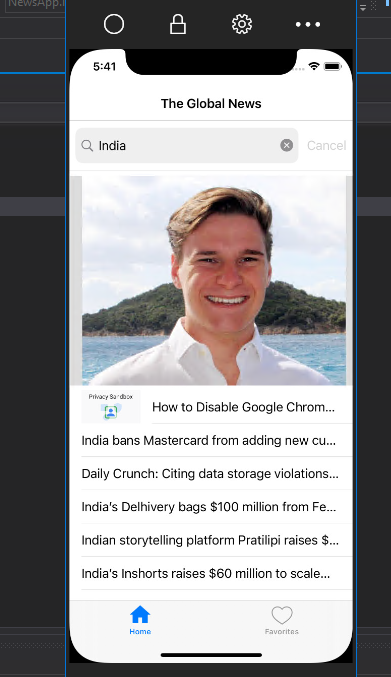 NewsApp.i
5:41
The Global News
India
Cancel
Privacy Sandbox
How to Disable Google Chrom...
India bans Mastercard from adding new cu...
Daily Crunch: Citing data storage violations...
India's Delhivery bags $100 million from Fe...
Indian storytelling platform Pratilipi raises $...
India's Inshorts raises $60 million to scale...
Home
Favorites